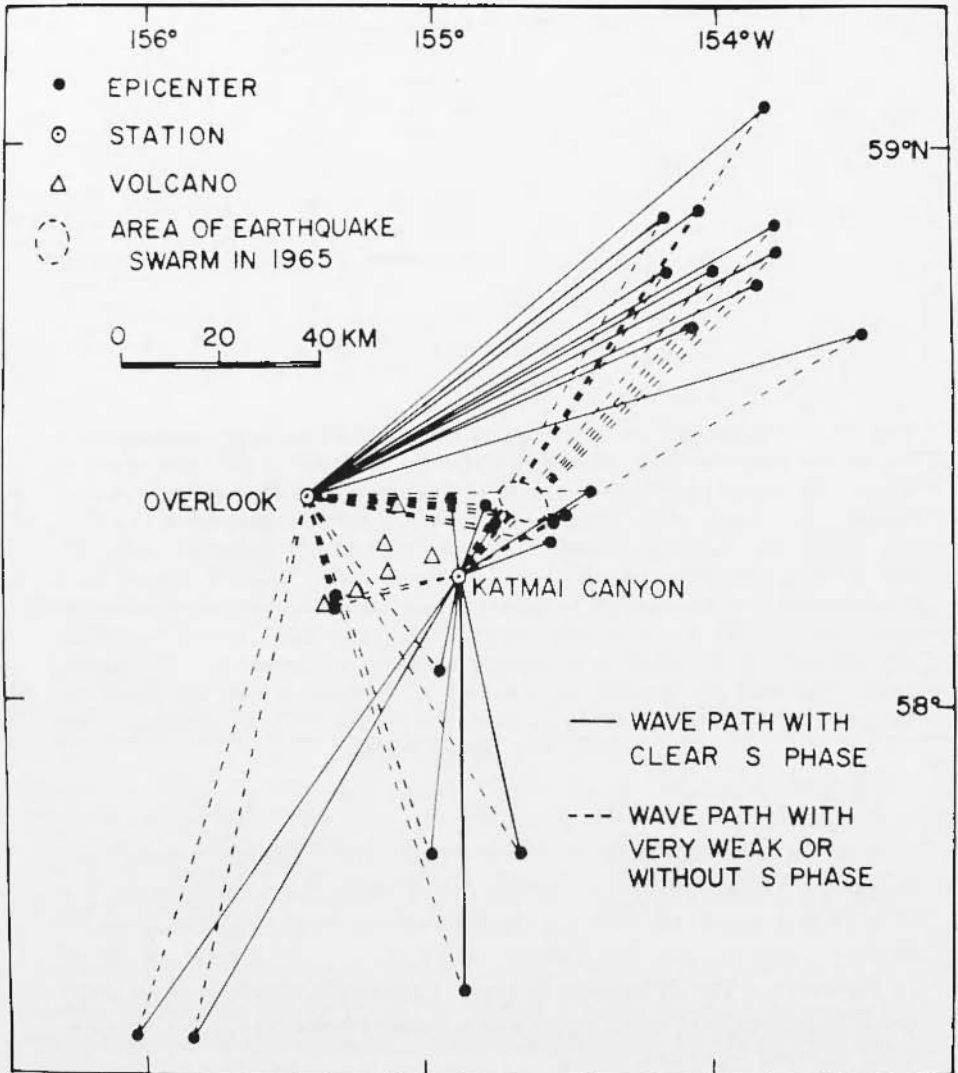 156° 155° 154° W
EPICENTER
STATION
59°N
VOLCANO
AREA OF EARTHQUAKE
SWARM IN 1965
0 20 40 KM
OVERLOOK
KATMAI CANYON
58°
WAVE PATH WITH
CLEAR S PHASE
WAVE PATH WITH
VERY WEAK OR
WITHOUT S PHASE